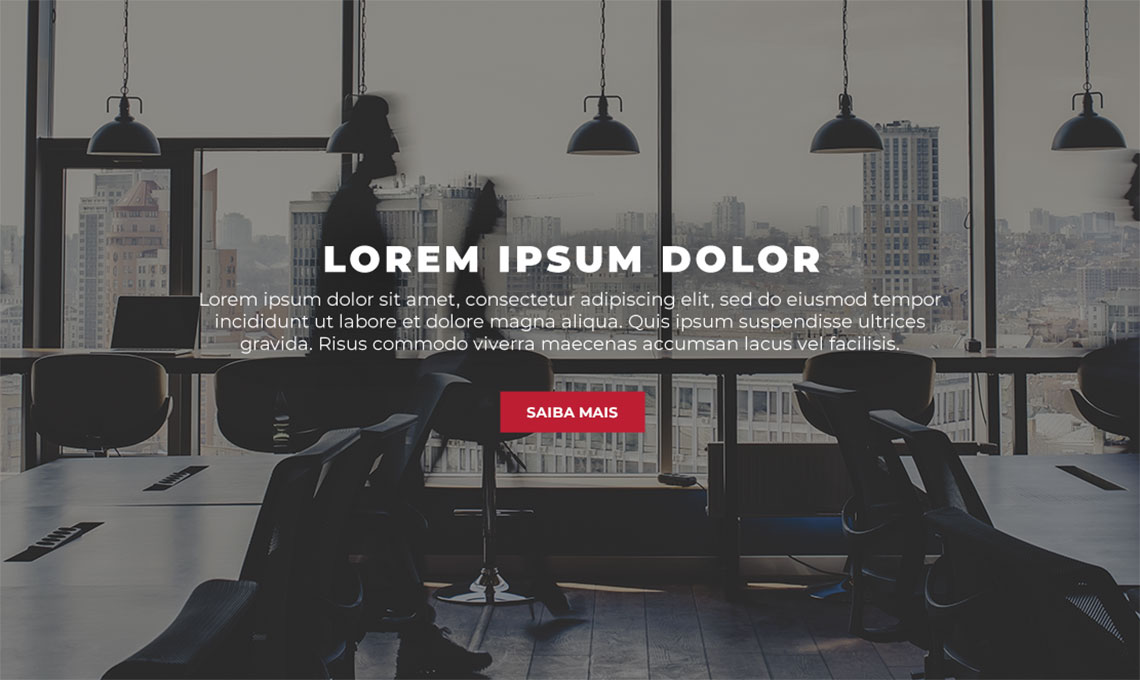 LOREM IPSUM DOLOR
Lorem ipsum dolor sit amet, consectetur adipiscing elit, sed do eiusmod tempor
incididunt ut labore et dolore magna aliqua. Quis ipsum suspendisse ultrices
gravida. Risus commodo viverra maecenas accumsan lacus vel facilisis.
SAIBA MAIS